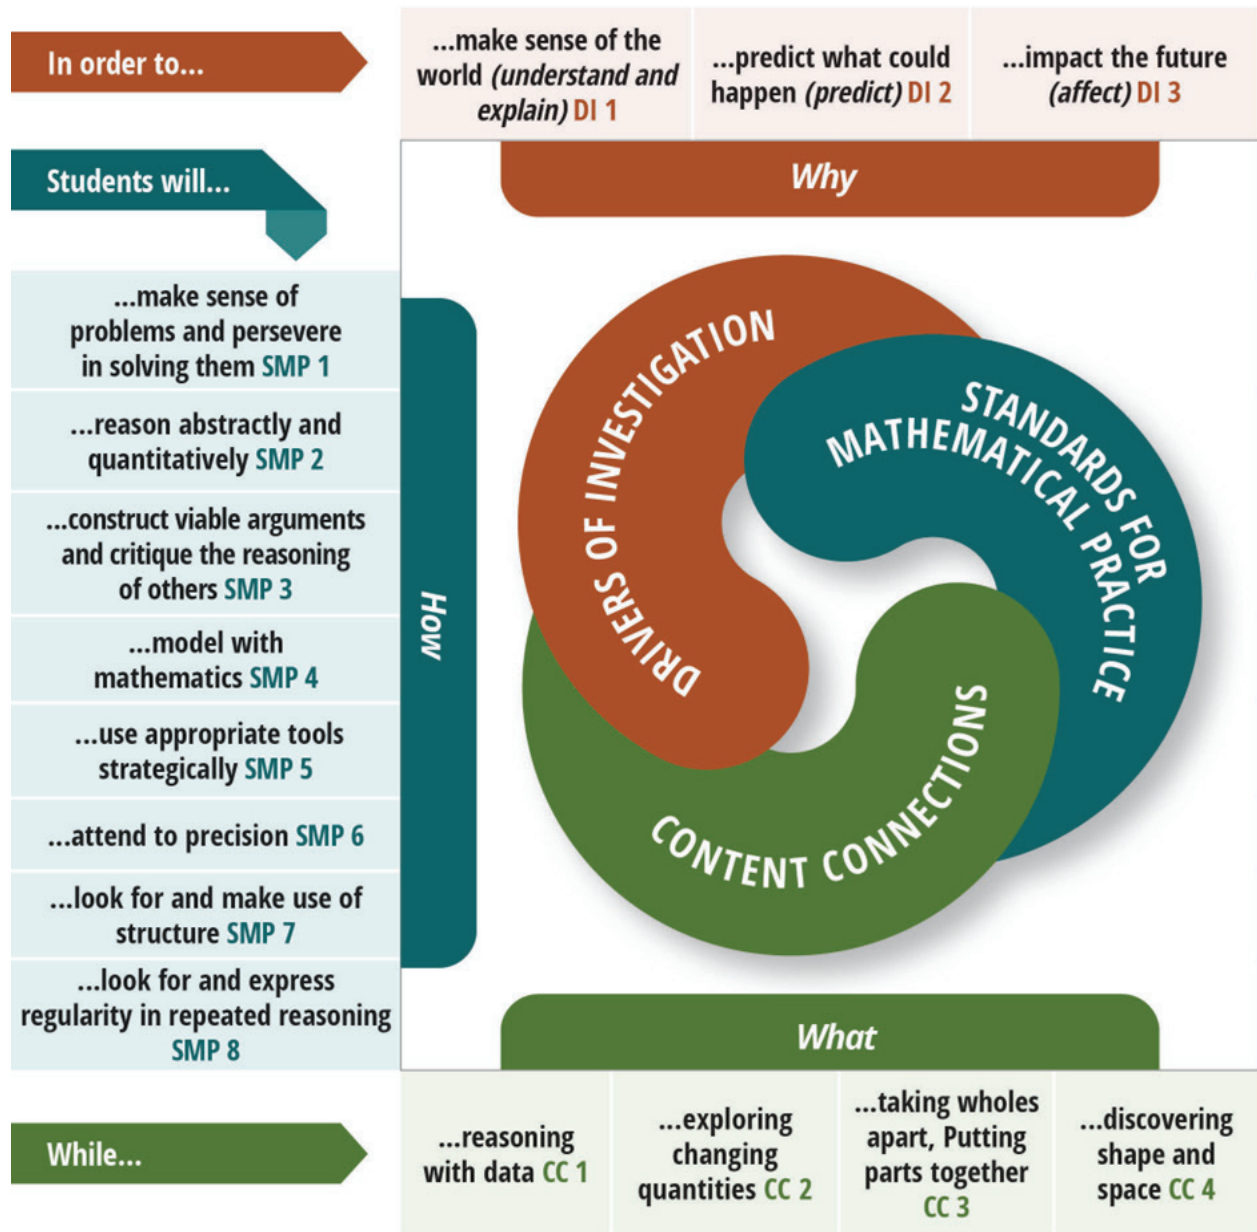 In order to...
...make sense of the
world (understand and
explain) DI 1
...predict what could
happen (predict) DI 2
...impact the future
(affect) DI 3
Why
Students will...
...make sense of
problems and persevere
in solving them SMP 1
...reason abstractly and
quantitatively SMP 2
...construct viable arguments
and critique the reasoning
of others SMP 3
...model with
mathematics SMP 4
...use appropriate tools
strategically SMP 5
...attend to precision SMP 6
...look for and make use of
structure SMP 7
...look for and express
regularity in repeated reasoning
SMP 8
How
DRIVERS OF INVESTIGATION
STANDARDS FOR
MATHEMATICAL PRACTICE
CONTENT CONNECTIONS
What
While...
...reasoning
with data CC 1
...exploring
changing
quantities CC 2
...taking wholes
apart, Putting
parts together
CC 3
...discovering
shape and
space CC 4